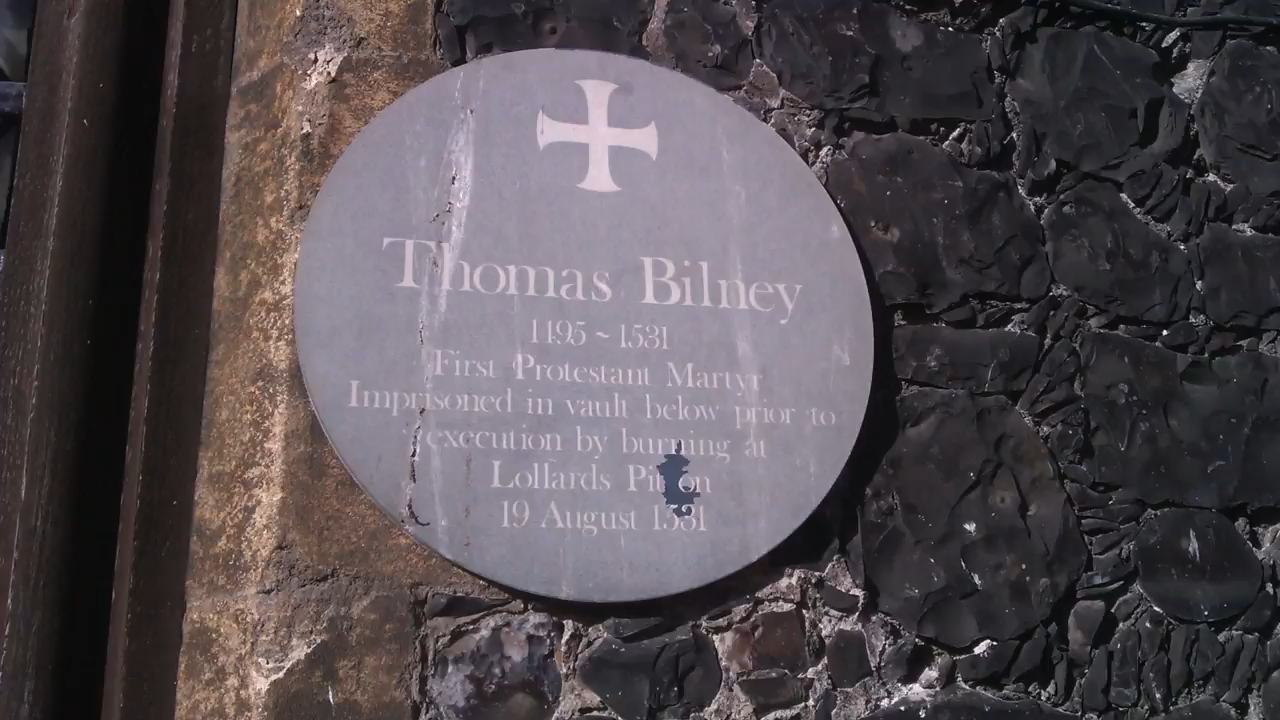 Thomas Bilney
1495 ~ 1531
First Protestant Martyr
Imprisoned in vault below prior to
execution by burning at
Lollards Pit on
19 August 1531